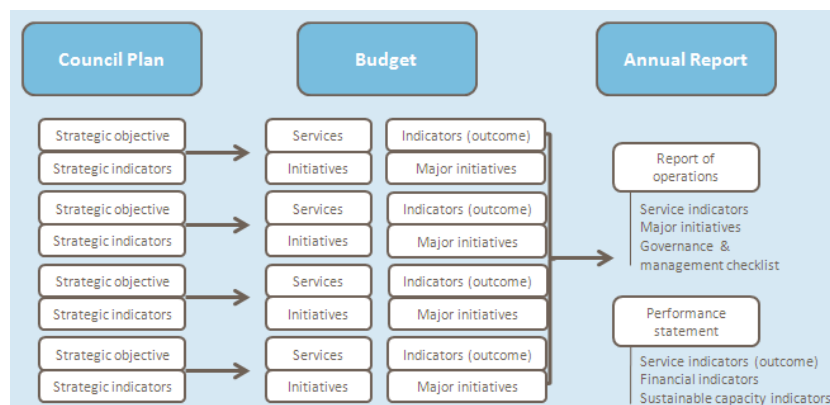 Council Plan
Budget
Annual Report
Strategic objective
Strategic indicators
Services
Initiatives
Indicators (outcome)
Major initiatives
Strategic objective
Strategic indicators
Services
Initiatives
Indicators (outcome)
Major initiatives
Strategic objective
Strategic indicators
Services
Initiatives
Indicators (outcome)
Major initiatives
Strategic objective
Strategic indicators
Services
Initiatives
Indicators (outcome)
Major initiatives
Report of
operations
Service indicators
Major initiatives
Governance &
management checklist
Performance
statement
Service indicators (outcome)
Financial indicators
Sustainable capacity indicators